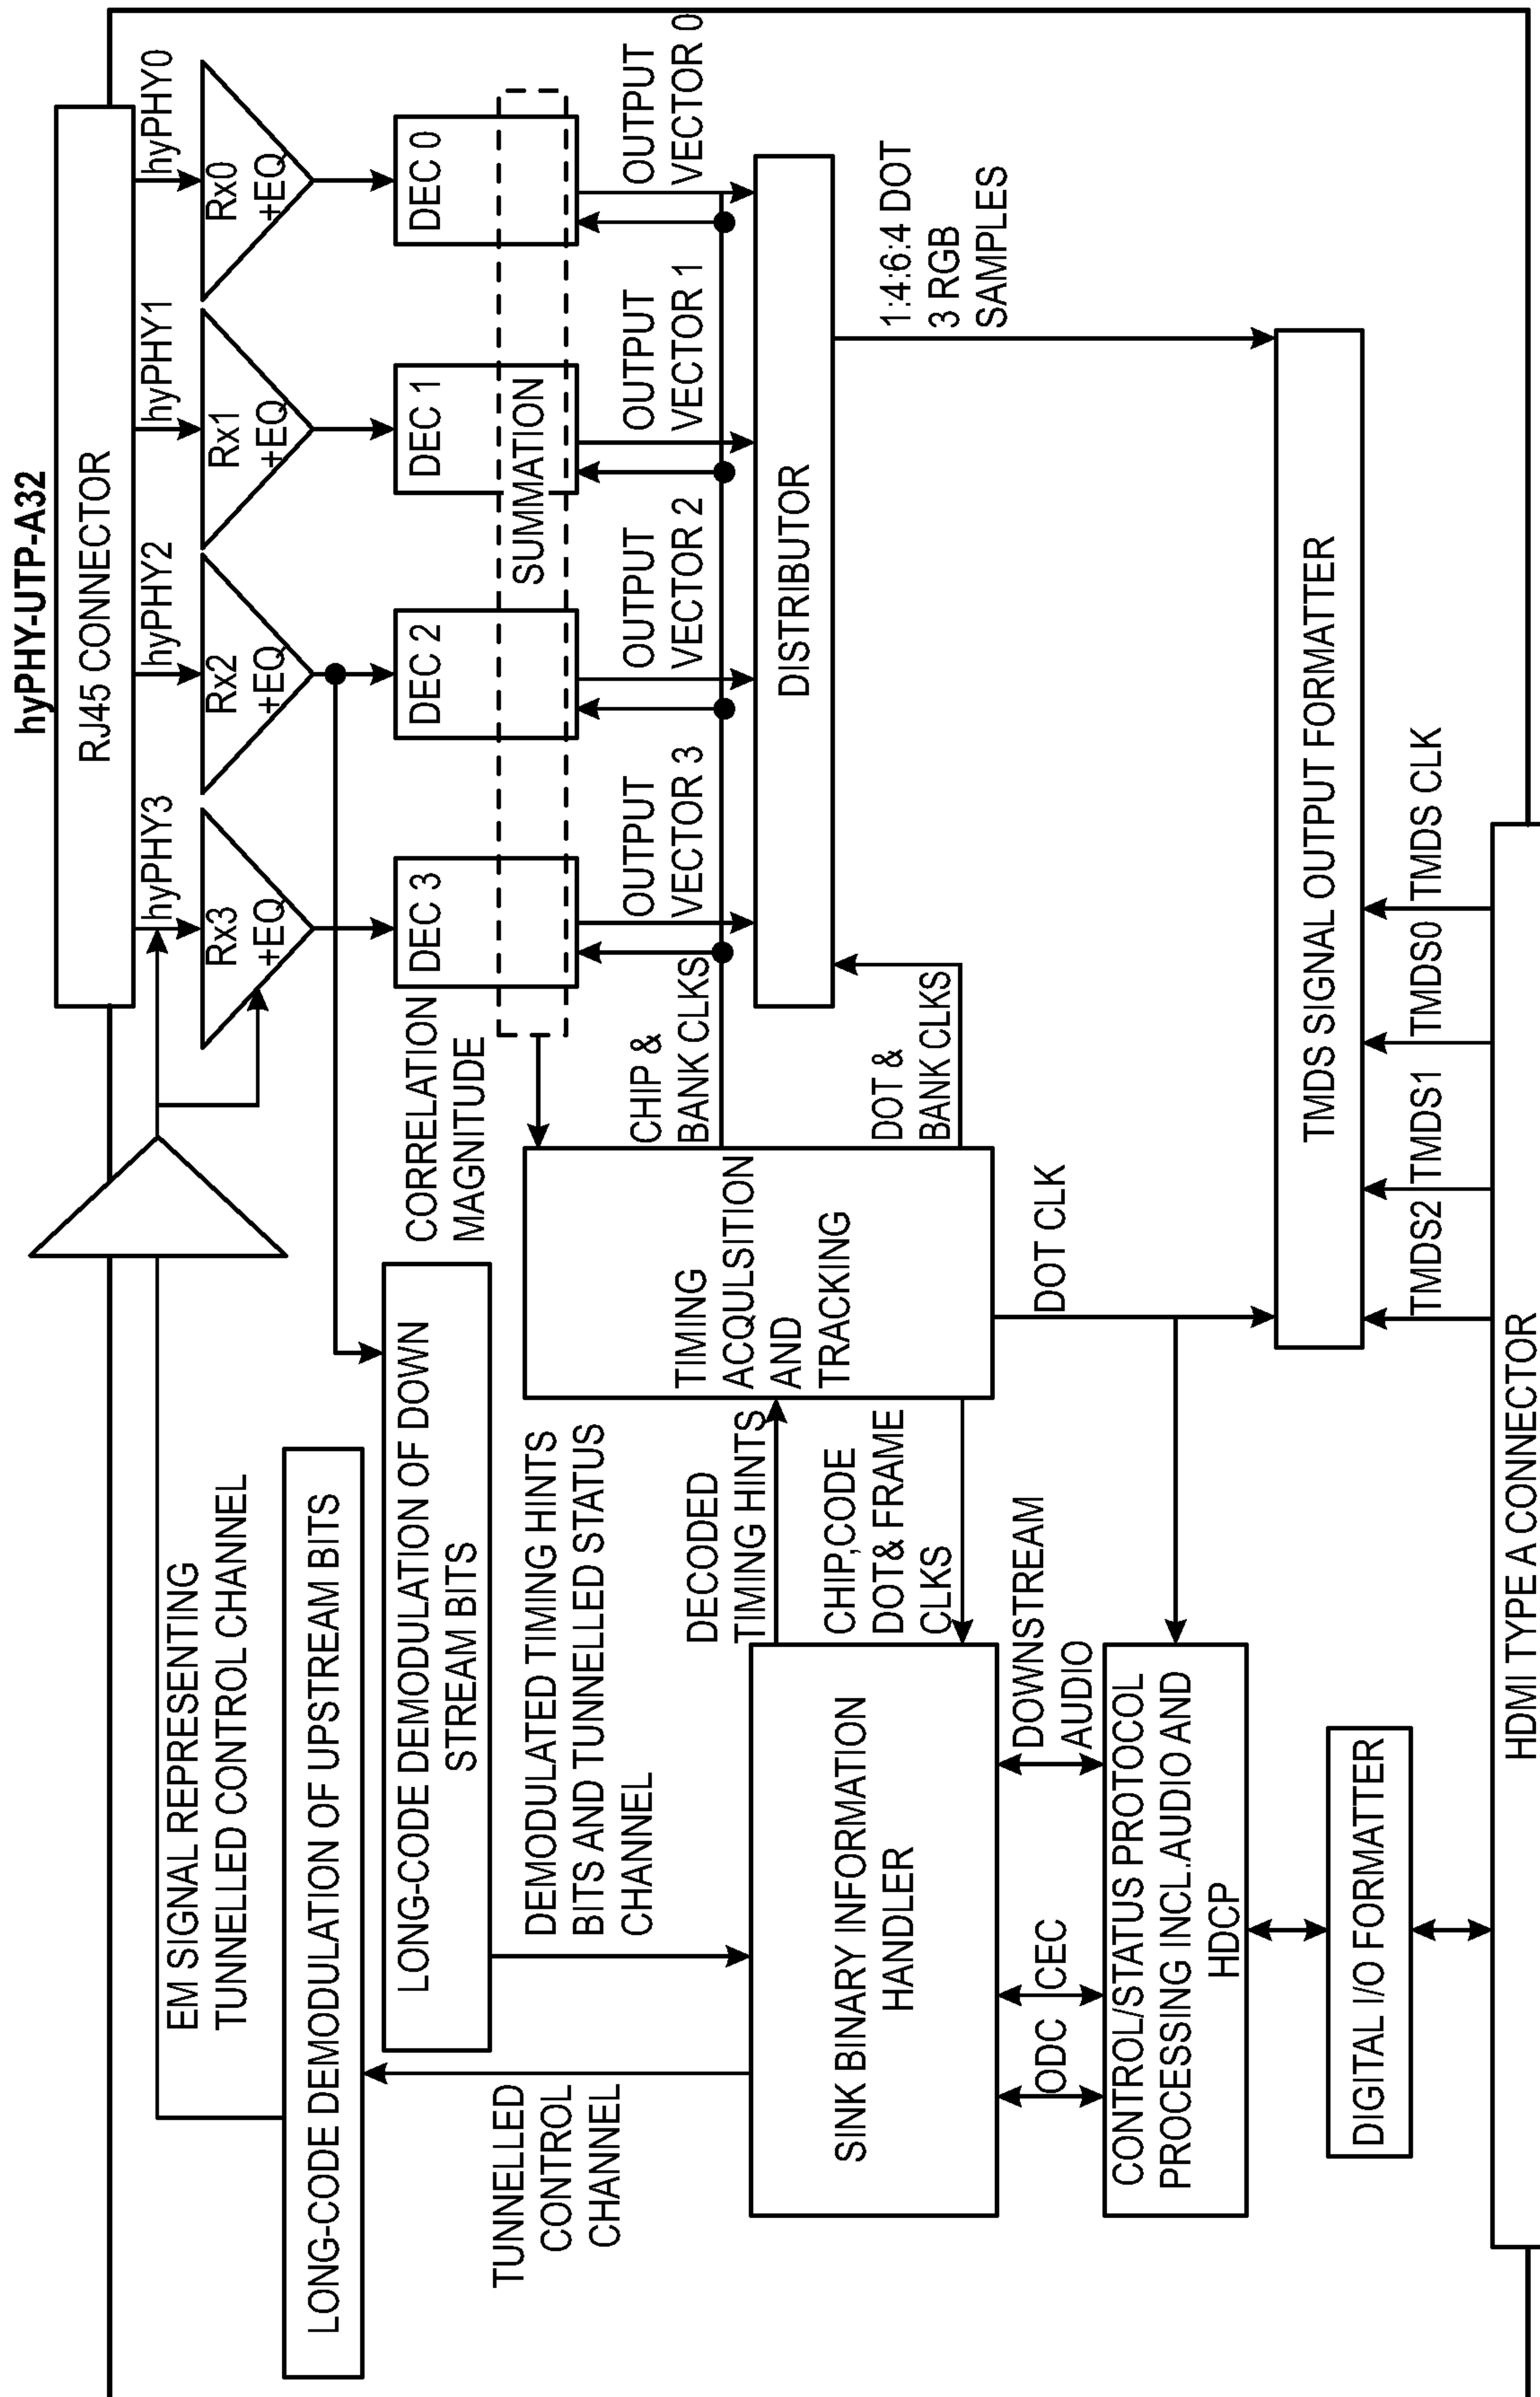 hyPHY-UTP-A32
RJ45 CONNECTOR
hyPHY3
hyPHY2
hyPHY1
hyPHY0
Rx3
+EQ
Rx2
+EQ
Rx1
+EQ
Rx0
+EQ
EM SIGNAL REPRESENTING
TUNNELLED CONTROL CHANNEL
LONG-CODE DEMODULATION OF UPSTREAM BITS
LONG-CODE DEMODULATION OF DOWN
STREAM BITS
DEC 3
DEC 2
DEC 1
DEC 0
SUMMATION
CORRELATION
MAGNITUDE
TUNNELLED
CONTROL
CHANNEL
DEMODULATED TIMING HINTS
BITS AND TUNNELLED STATUS
CHANNEL
CHIP &
BANK CLKS
OUTPUT
VECTOR 3
OUTPUT
VECTOR 2
OUTPUT
VECTOR 1
OUTPUT
VECTOR 0
DECODED
TIMING HINTS
TIMING
ACQULSITION
AND
TRACKING
DISTRIBUTOR
SINK BINARY INFORMATION
HANDLER
CHIP,CODE
DOT& FRAME
CLKS
DOT &
BANK CLKS
1:4:6:4 DOT
3 RGB
SAMPLES
ODC
CEC
DOWNSTREAM
AUDIO
DOT CLK
CONTROL/STATUS PROTOCOL
PROCESSING INCL.AUDIO AND
HDCP
TMDS SIGNAL OUTPUT FORMATTER
DIGITAL I/O FORMATTER
TMDS2
TMDS1
TMDS0
TMDS CLK
HDMI TYPE A CONNECTOR